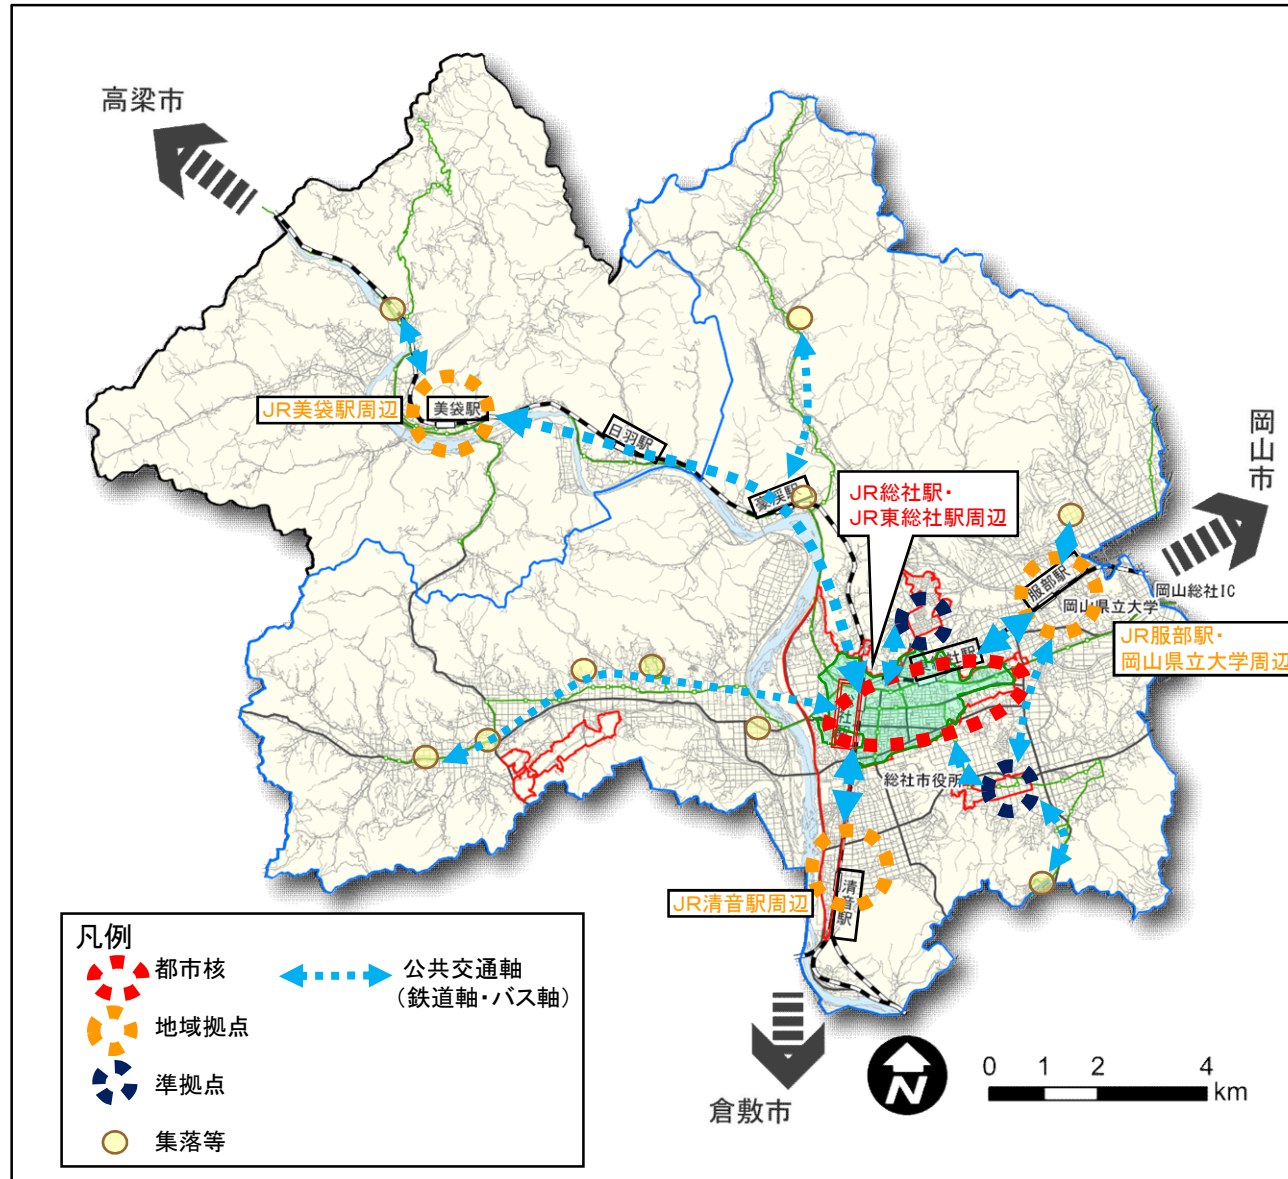 高梁市
JR美袋駅周辺
美袋駅
日羽駅
豪渓駅
JR総社駅・
JR東総社駅周辺
岡山市
服部駅
岡山総社IC
岡山県立大学
JR服部駅・
岡山県立大学周辺
総社市役所
JR清音駅周辺
清音駅
倉敷市
凡例
都市核
地域拠点
準拠点
集落等
公共交通軸
（鉄道軸・バス軸）
N
0 1 2 4
km